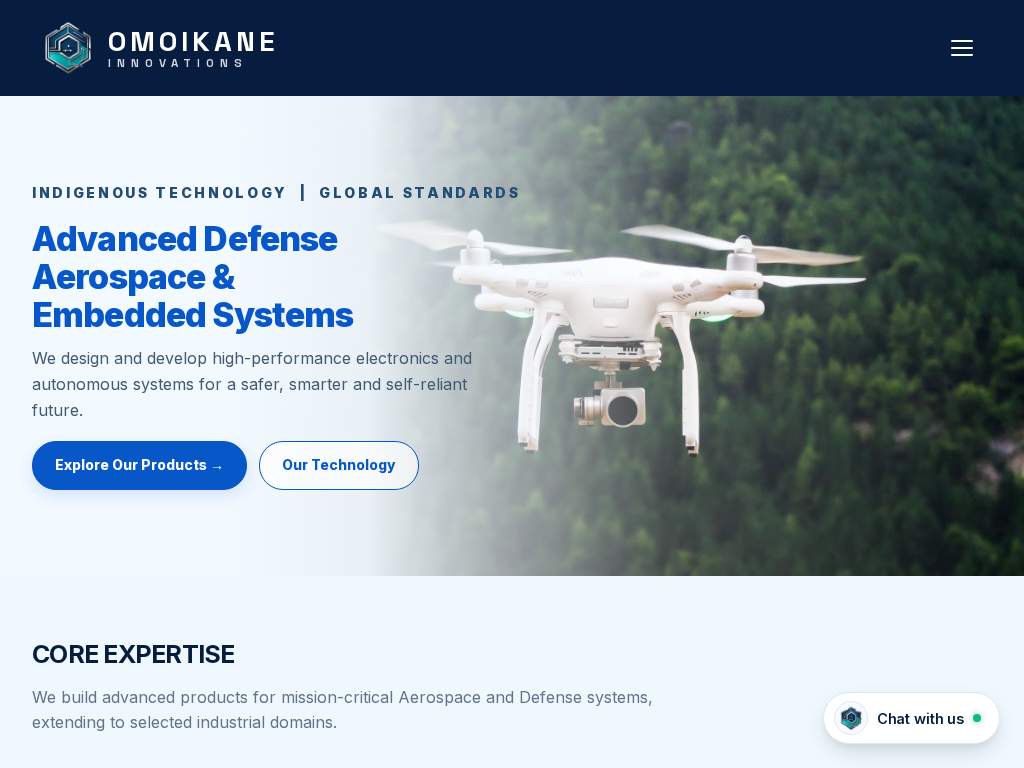 OMOIKANE
INNOVATIONS
INDIGENOUS TECHNOLOGY | GLOBAL STANDARDS
Advanced Defense
Aerospace &
Embedded Systems
We design and develop high-performance electronics and
autonomous systems for a safer, smarter and self-reliant
future.
Explore Our Products →
Our Technology
CORE EXPERTISE
We build advanced products for mission-critical Aerospace and Defense systems,
extending to selected industrial domains.
Chat with us